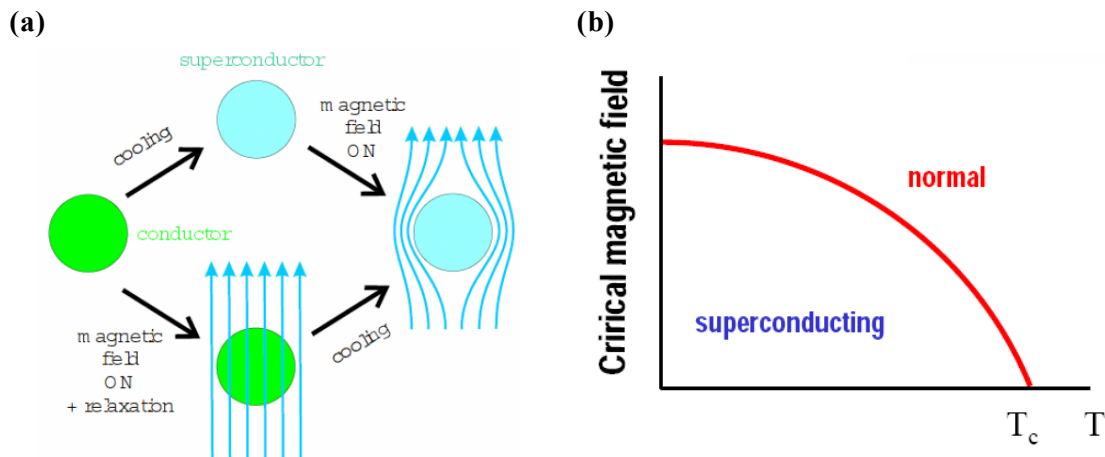 (a)
superconductor
cooling
magnetic
field
ON
conductor
magnetic
field
ON
+ relaxation
cooling
(b)
Crirical magnetic field
normal
superconducting
Tc
T